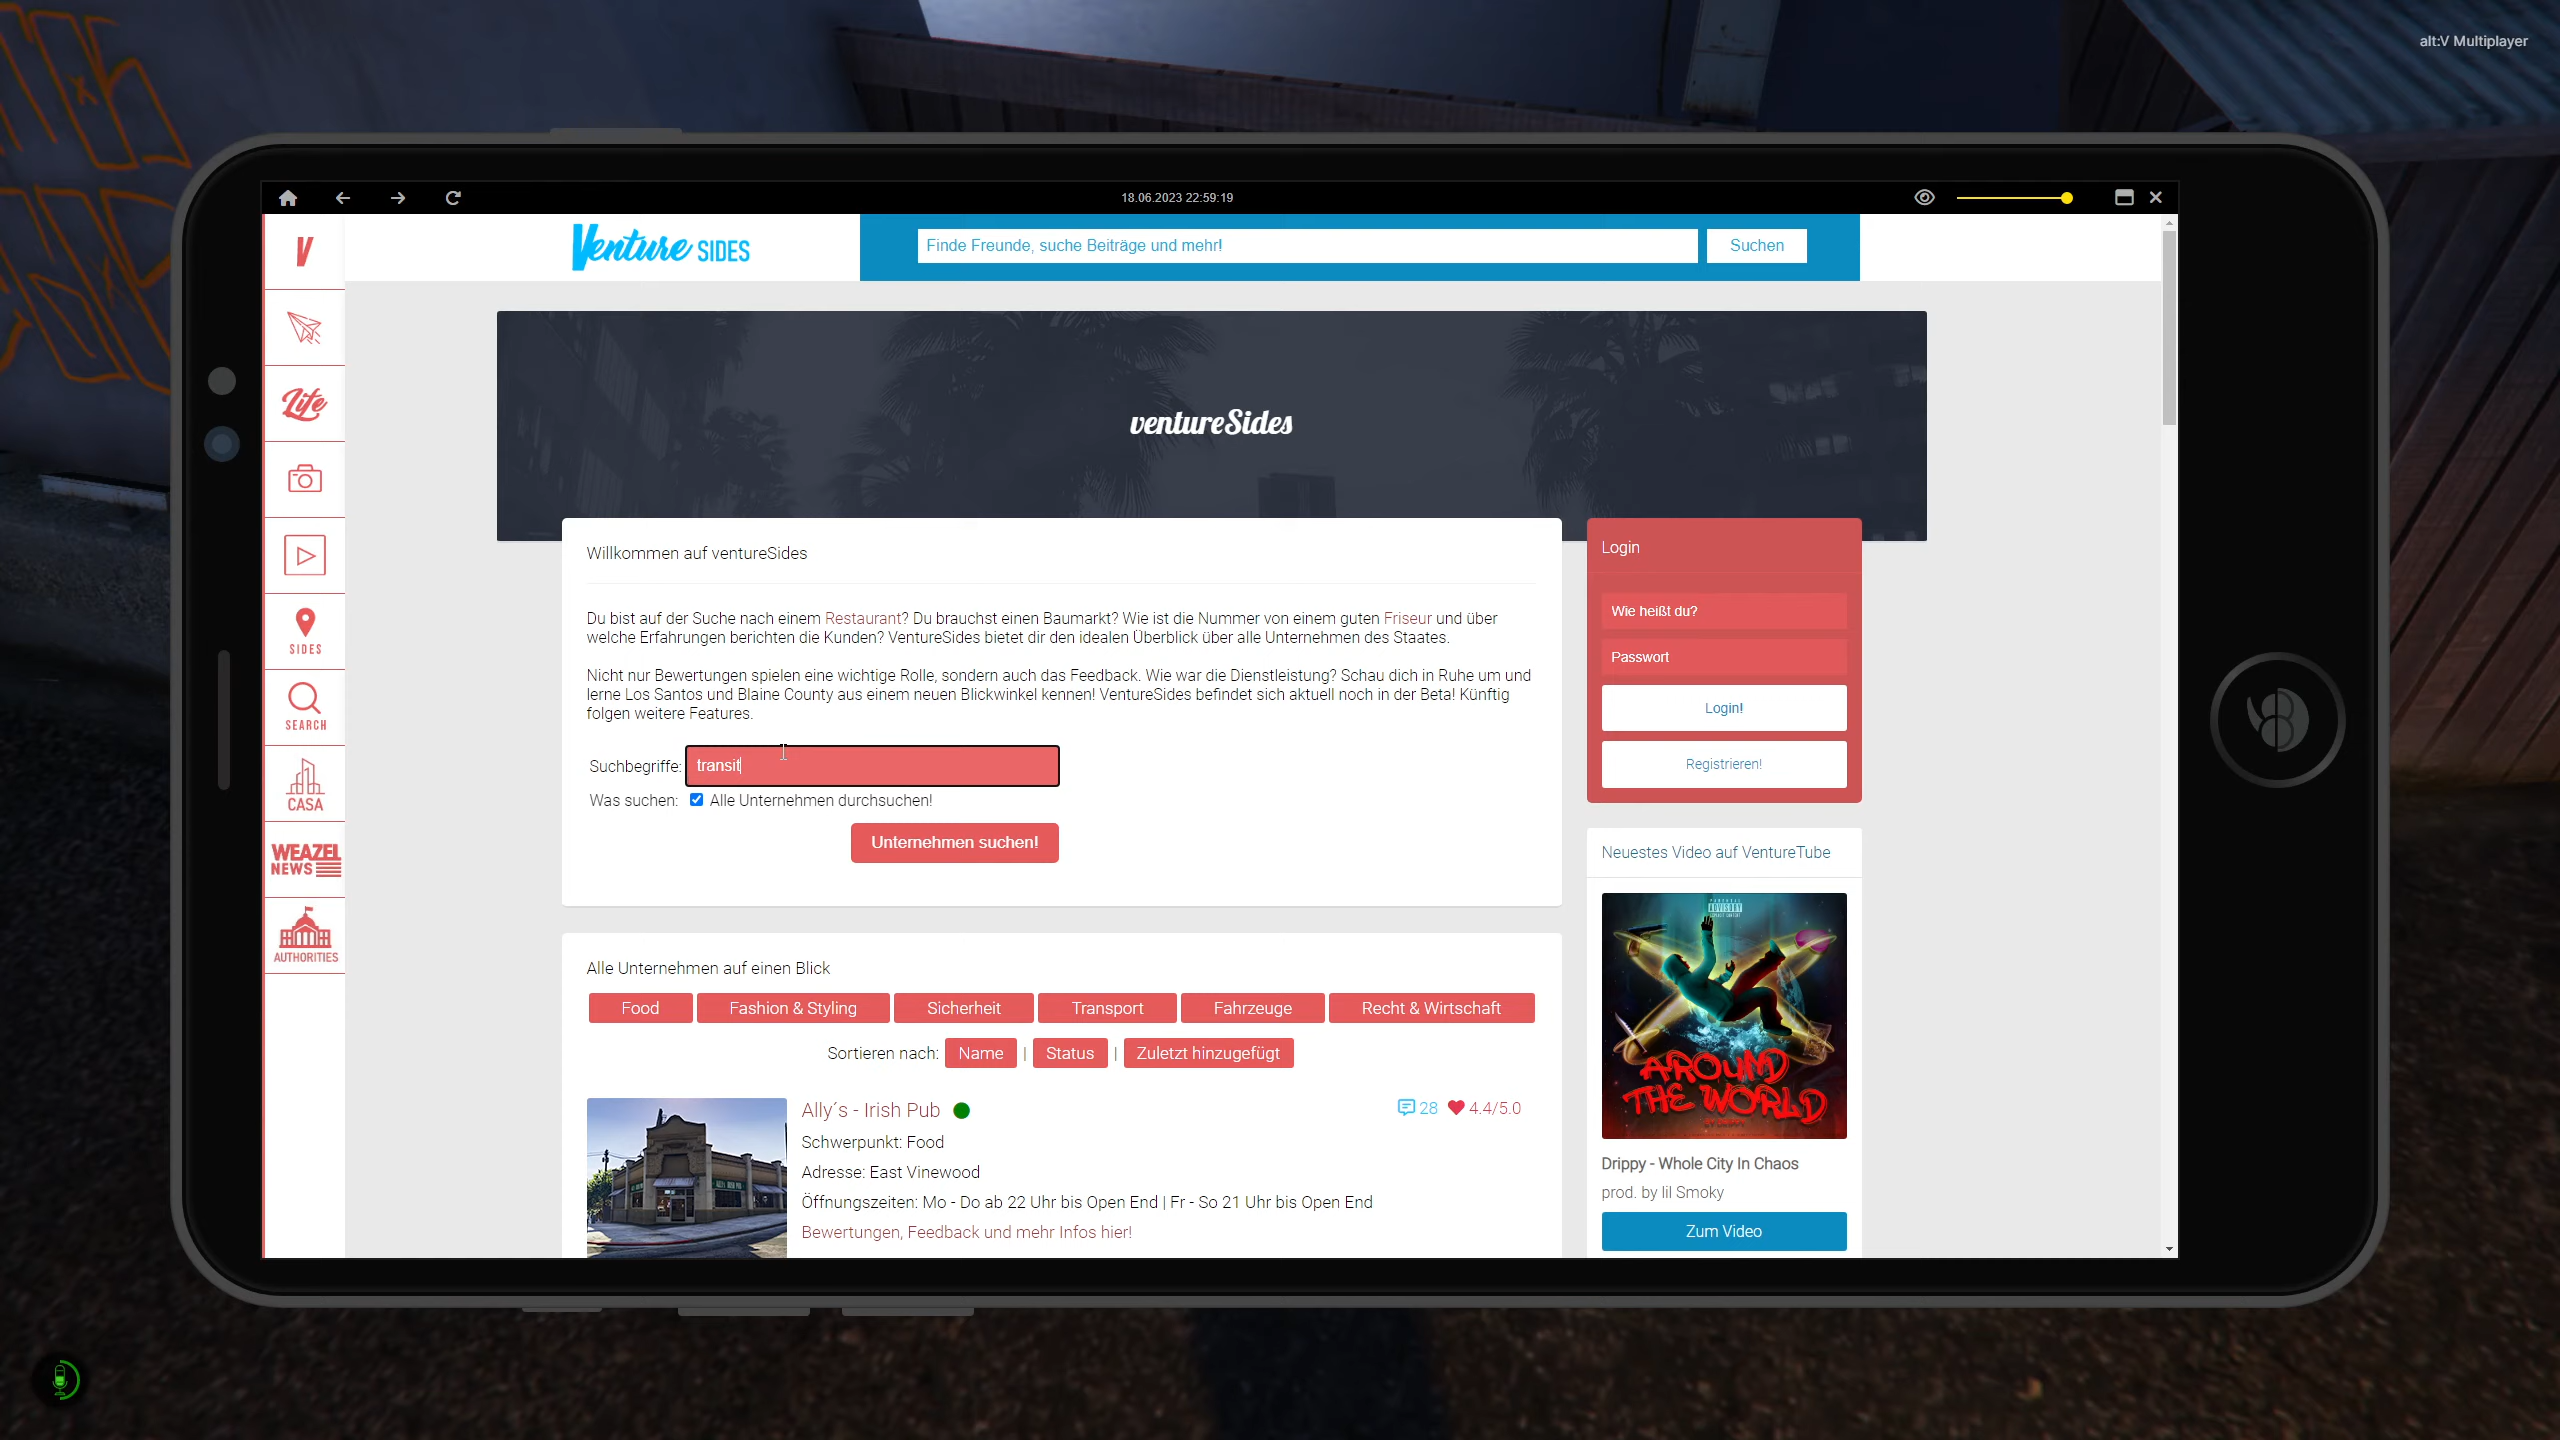 alt:V Multiplayer
18.06.2023 22:59:19
V
Venture SIDES
Finde Freunde, suche Beiträge und mehr!
Suchen
Life
SIDES
SEARCH
CASA
WEAZEL
NEWS
AUTHORITIES
ventureSides
Willkommen auf ventureSides
Du bist auf der Suche nach einem Restaurant? Du brauchst einen Baumarkt? Wie ist die Nummer von einem guten Friseur und über
welche Erfahrungen berichten die Kunden? VentureSides bietet dir den idealen Überblick über alle Unternehmen des Staates.
Nicht nur Bewertungen spielen eine wichtige Rolle, sondern auch das Feedback. Wie war die Dienstleistung? Schau dich in Ruhe um und
lerne Los Santos und Blaine County aus einem neuen Blickwinkel kennen! VentureSides befindet sich aktuell noch in der Beta! Künftig
folgen weitere Features.
Suchbegriffe: transit
Was suchen: Alle Unternehmen durchsuchen!
Unternehmen suchen!
Login
Wie heißt du?
Passwort
Login!
Registrieren!
Alle Unternehmen auf einen Blick
Food Fashion & Styling Sicherheit Transport Fahrzeuge Recht & Wirtschaft
Sortieren nach: Name | Status | Zuletzt hinzugefügt
Ally´s - Irish Pub
28 4.4/5.0
Schwerpunkt: Food
Adresse: East Vinewood
Öffnungszeiten: Mo - Do ab 22 Uhr bis Open End | Fr - So 21 Uhr bis Open End
Bewertungen, Feedback und mehr Infos hier!
Neuestes Video auf VentureTube
ADVISORY
AROUND
THE WORLD
Drippy - Whole City In Chaos
prod. by lil Smoky
Zum Video